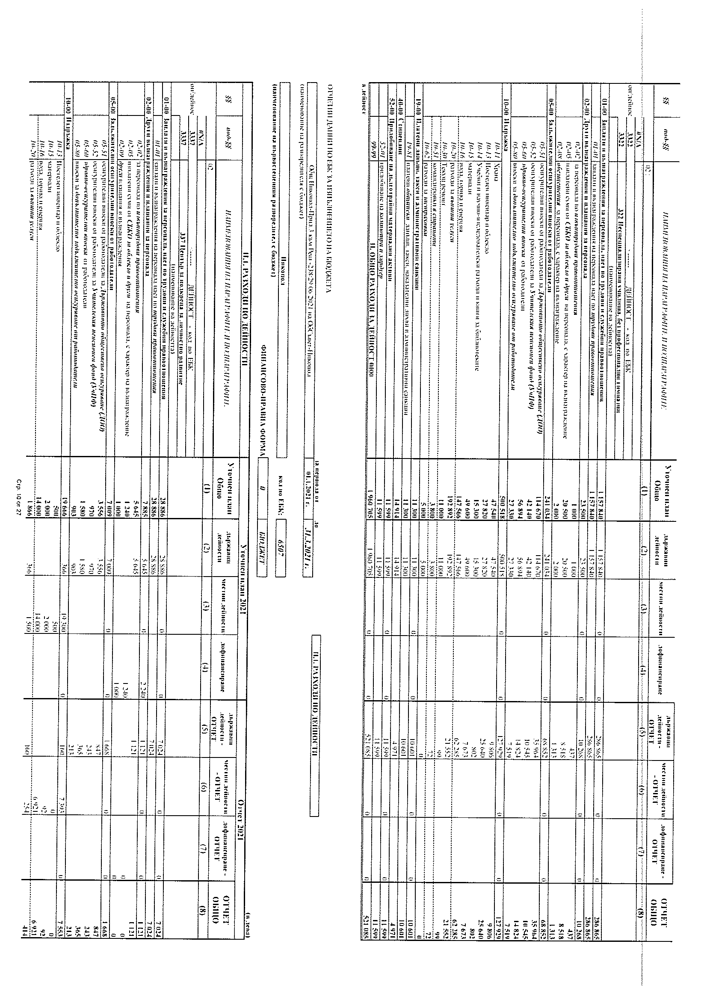 §§ под-§§ НАИМЕНОВАНИЕ НА ПАРАГРАФИТЕ И ПОДПАРАГРАФИТЕ Уточнен план Общо държавни дейности местни дейности дофинансиране държавни дейности - ОТЧЕТ местни дейности - ОТЧЕТ дофинансиране - ОТЧЕТ ОТЧЕТ ОБЩО
02 : (1) (2) (3) (4) (5) (6) (7) (8)
#N/A
3322 ДЕЙНОСТ - код по ЕБК
3322 322 Неспециализирани училища, без професионални гимназии
(наименование на дейността)
01-00 Заплати и възнаграждения за персонала, нает по трудови и служебни правоотношения 1 157 840 1 157 840 0 0 286 865 0 0 286 865
01-01 заплати и възнаграждения на персонала нает по трудови правоотношения 1 157 840 1 157 840 286 865 286 865
02-00 Други възнаграждения и плащания за персонала 23 500 23 500 0 0 10 268 0 0 10 268
02-02 за персонала по извънтрудови правоотношения 1 000 1 000 437 437
02-05 изплатени суми от СБКО за облекло и други на персонала, с характер на възнаграждение 20 500 20 500 8 518 8 518
02-08 обезщетения за персонала, с характер на възнаграждение 2 000 2 000 1 313 1 313
05-00 Задължителни осигурителни вноски от работодатели 241 034 241 034 0 0 68 852 0 0 68 852
05-51 осигурителни вноски от работодатели за Държавното обществено осигуряване (ДОО) 114 670 114 670 35 964 35 964
05-52 осигурителни вноски от работодатели за Учителския пенсионен фонд (УчПФ) 42 140 42 140 10 545 10 545
05-60 здравно-осигурителни вноски от работодатели 56 894 56 894 14 824 14 824
05-80 вноски за допълнително задължително осигуряване от работодатели 27 330 27 330 7 519 7 519
10-00 Издръжка 500 518 500 518 0 0 127 929 0 0 127 929
10-11 Храна 47 540 47 540 9 806 9 806
10-13 Постелен инвентар и облекло 27 820 27 820 25 640 25 640
10-14 Учебни и научно-изследователски разходи и книги за библиотеките 15 300 15 300 802 802
10-15 материали 49 600 49 600 7 673 7 673
10-16 вода, горива и енергия 147 566 147 566 62 285 62 285
10-20 разходи за външни услуги 192 892 192 892 21 552 21 552
10-30 Текущ ремонт 11 000 11 000 99 99
10-51 командировки в страната 3 800 3 800 72 72
10-62 разходи за застраховки 5 000 5 000 0 0
19-00 Платени данъци, такси и административни санкции 11 300 11 300 0 0 10 601 0 0 10 601
19-81 платени общински данъци, такси, наказателни лихви и административни санкции 11 300 11 300 10 601 10 601
40-00 Стипендии 14 914 14 914 4 971 4 971
52-00 Придобиване на дълготрайни материални активи 11 599 11 599 0 0 11 599 0 0 11 599
52-01 придобиване на компютри и хардуер 11 599 11 599 11 599 11 599
99-99 II. ОБЩО РАЗХОДИ ЗА ДЕЙНОСТ 0000 1 960 705 1 960 705 0 0 521 085 0 0 521 085
а дейност
ОТЧЕТНИ ДАННИ ПО ЕБК ЗА ИЗПЪЛНЕНИЕТО НА БЮДЖЕТА
за периода от до
Общ Никопол-Прил.3 към Реш-238/29.06.2021 на ОбСъвет-Никопол 01.1.2021 г. 31.3.2021 г. II.1. РАЗХОДИ ПО ДЕЙНОСТИ
(наименование на разпоредителя с бюджет)
Никопол код по ЕБК: 6507
(наименование на първостепенния разпоредител с бюджет)
ФИНАНСОВО-ПРАВНА ФОРМА 0 БЮДЖЕТ
(в лева)
II.1. РАЗХОДИ ПО ДЕЙНОСТИ Уточнен план 2021 Отчет 2021
§§ под-§§ НАИМЕНОВАНИЕ НА ПАРАГРАФИТЕ И ПОДПАРАГРАФИТЕ Уточнен план Общо държавни дейности местни дейности дофинансиране държавни дейности - ОТЧЕТ местни дейности - ОТЧЕТ дофинансиране - ОТЧЕТ ОТЧЕТ ОБЩО
02 : (1) (2) (3) (4) (5) (6) (7) (8)
#N/A
3337 ДЕЙНОСТ - код по ЕБК
3337 337 Център за подкрепа за личностно развитие
(наименование на дейността)
01-00 Заплати и възнаграждения за персонала, нает по трудови и служебни правоотношения 28 886 28 886 0 0 7 024 0 0 7 024
01-01 заплати и възнаграждения на персонала нает по трудови правоотношения 28 886 28 886 7 024 7 024
02-00 Други възнаграждения и плащания за персонала 7 885 5 645 0 2 240 1 121 0 0 1 121
02-02 за персонала по извънтрудови правоотношения 5 645 5 645 1 121 1 121
02-05 изплатени суми от СБКО за облекло и други на персонала, с характер на възнаграждение 1 240 1 240 0 0
02-09 други плащания и възнаграждения 1 000 1 000 0 0
05-00 Задължителни осигурителни вноски от работодатели 7 009 7 009 0 0 1 668 0 0 1 668
05-51 осигурителни вноски от работодатели за Държавното обществено осигуряване (ДОО) 3 556 3 556 847 847
05-52 осигурителни вноски от работодатели за Учителския пенсионен фонд (УчПФ) 970 970 243 243
05-60 здравно-осигурителни вноски от работодатели 1 580 1 580 365 365
05-80 вноски за допълнително задължително осигуряване от работодатели 903 903 213 213
10-00 Издръжка 19 666 366 19 300 0 160 7 393 0 7 553
10-13 Постелен инвентар и облекло 500 500 0 0
10-15 материали 2 000 2 000 92 92
10-16 вода, горива и енергия 14 000 14 000 6 921 6 921
10-20 разходи за външни услуги 1 866 366 1 500 160 254 414
Стр. 10 от 27